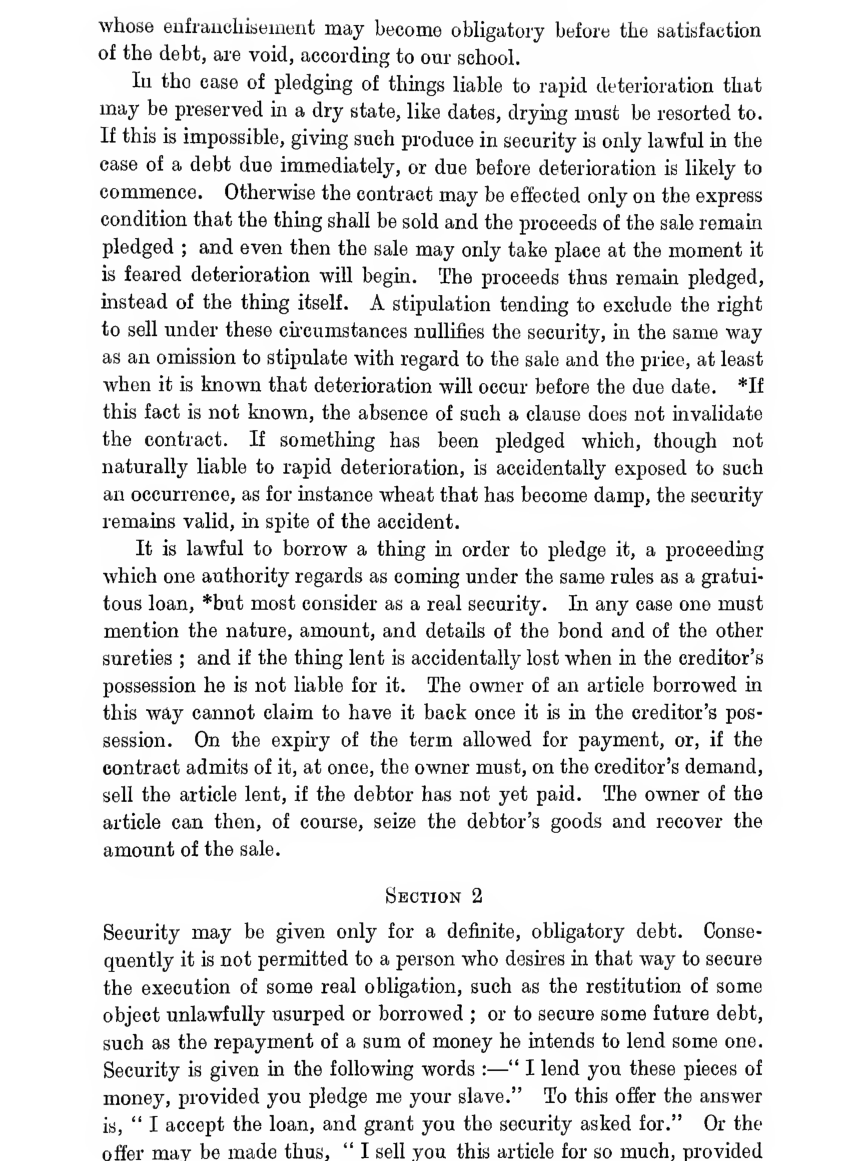 whose enfranchisement may become obligatory before the satisfaction
of the debt, are void, according to our school.
In the case of pledging of things liable to rapid deterioration that
may be preserved in a dry state, like dates, drying must be resorted to.
If this is impossible, giving such produce in security is only lawful in the
case of a debt due immediately, or due before deterioration is likely to
commence. Otherwise the contract may be effected only on the express
condition that the thing shall be sold and the proceeds of the sale remain
pledged ; and even then the sale may only take place at the moment it
is feared deterioration will begin. The proceeds thus remain pledged,
instead of the thing itself. A stipulation tending to exclude the right
to sell under these circumstances nullifies the security, in the same way
as an omission to stipulate with regard to the sale and the price, at least
when it is known that deterioration will occur before the due date. *If
this fact is not known, the absence of such a clause does not invalidate
the contract. If something has been pledged which, though not
naturally liable to rapid deterioration, is accidentally exposed to such
an occurrence, as for instance wheat that has become damp, the security
remains valid, in spite of the accident.
It is lawful to borrow a thing in order to pledge it, a proceeding
which one authority regards as coming under the same rules as a gratui-
tous loan, *but most consider as a real security. In any case one must
mention the nature, amount, and details of the bond and of the other
sureties ; and if the thing lent is accidentally lost when in the creditor's
possession he is not liable for it. The owner of an article borrowed in
this way cannot claim to have it back once it is in the creditor's pos-
session. On the expiry of the term allowed for payment, or, if the
contract admits of it, at once, the owner must, on the creditor's demand,
sell the article lent, if the debtor has not yet paid. The owner of the
article can then, of course, seize the debtor's goods and recover the
amount of the sale.
SECTION 2
Security may be given only for a definite, obligatory debt. Conse-
quently it is not permitted to a person who desires in that way to secure
the execution of some real obligation, such as the restitution of some
object unlawfully usurped or borrowed ; or to secure some future debt,
such as the repayment of a sum of money he intends to lend some one.
Security is given in the following words :—" I lend you these pieces of
money, provided you pledge me your slave." To this offer the answer
is, " I accept the loan, and grant you the security asked for." Or the
offer may be made thus, " I sell you this article for so much, provided